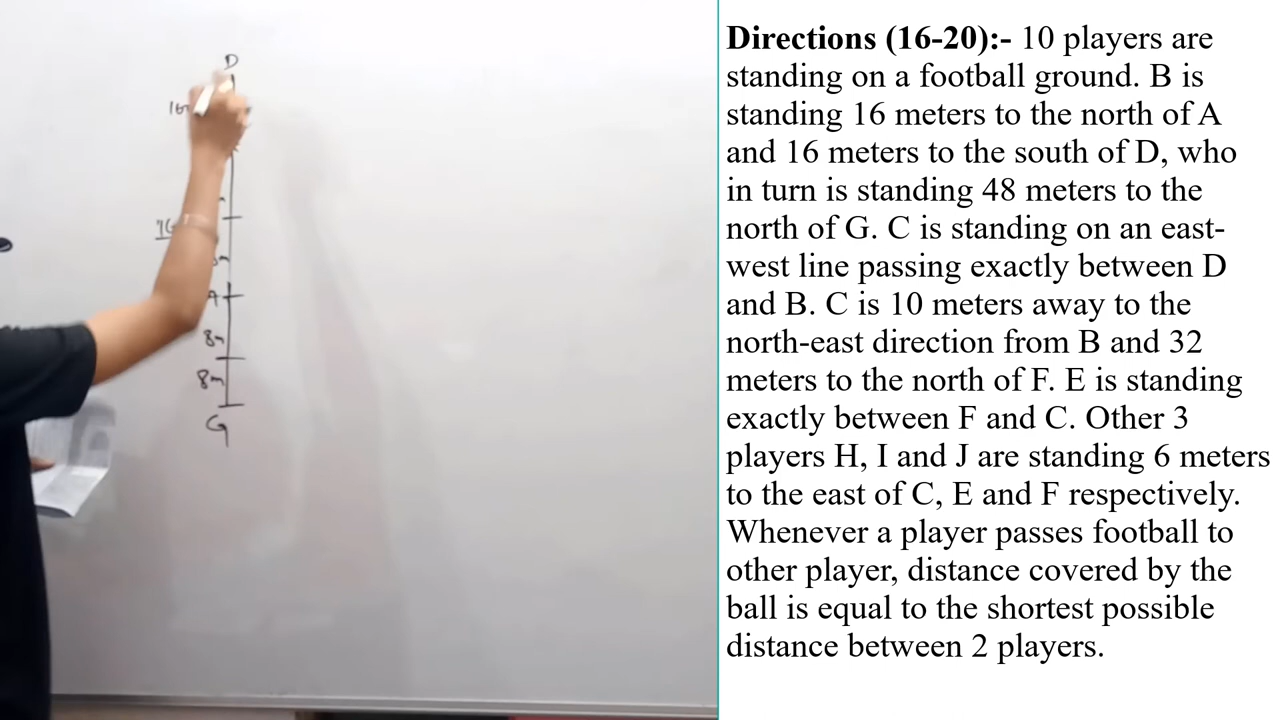 D
16
16
A
8m
8m
G
Directions (16-20):- 10 players are
standing on a football ground. B is
standing 16 meters to the north of A
and 16 meters to the south of D, who
in turn is standing 48 meters to the
north of G. C is standing on an east-
west line passing exactly between D
and B. C is 10 meters away to the
north-east direction from B and 32
meters to the north of F. E is standing
exactly between F and C. Other 3
players H, I and J are standing 6 meters
to the east of C, E and F respectively.
Whenever a player passes football to
other player, distance covered by the
ball is equal to the shortest possible
distance between 2 players.